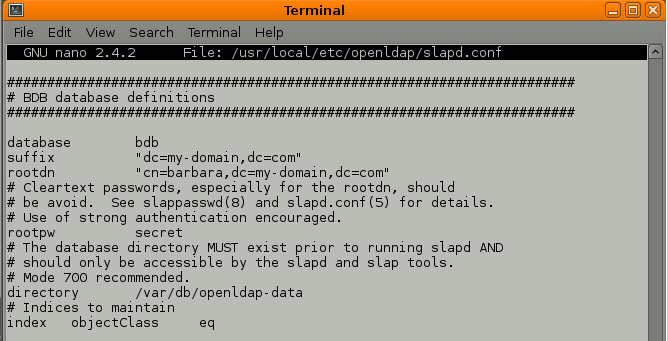 Terminal
File Edit View Search Terminal Help
GNU nano 2.4.2 File: /usr/local/etc/openldap/slapd.conf
#######################################################################
# BDB database definitions
#######################################################################
database bdb
suffix "dc=my-domain,dc=com"
rootdn "cn=barbara,dc=my-domain,dc=com"
# Cleartext passwords, especially for the rootdn, should
# be avoid. See slappasswd(8) and slapd.conf(5) for details.
# Use of strong authentication encouraged.
rootpw secret
# The database directory MUST exist prior to running slapd AND
# should only be accessible by the slapd and slap tools.
# Mode 700 recommended.
directory /var/db/openldap-data
# Indices to maintain
index objectClass eq